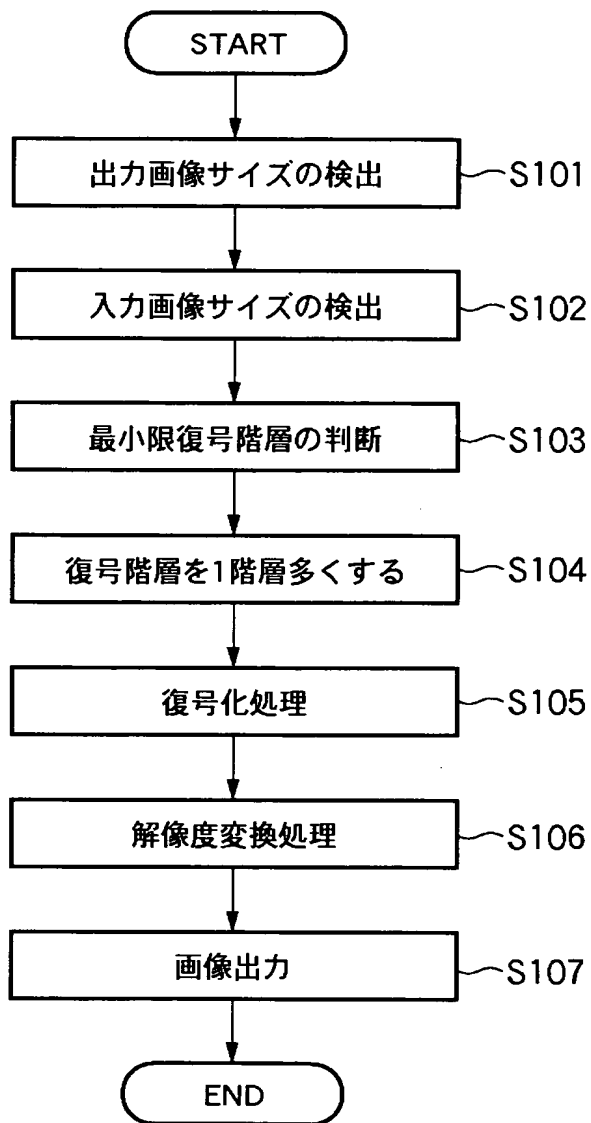 START
出力画像サイズの検出 S101
入力画像サイズの検出 S102
最小限復号階層の判断 S103
復号階層を1階層多くする S104
復号化処理 S105
解像度変換処理 S106
画像出力 S107
END